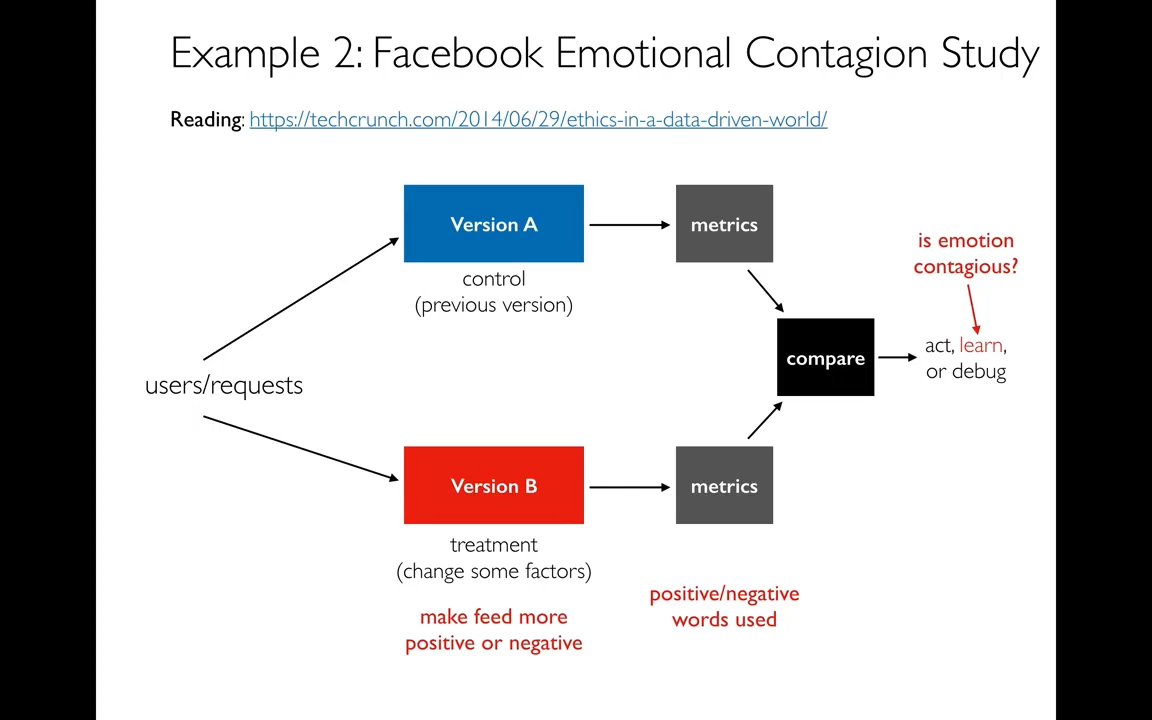 Example 2: Facebook Emotional Contagion Study
Reading: https://techcrunch.com/2014/06/29/ethics-in-a-data-driven-world/
users/requests
Version A
control
(previous version)
metrics
Version B
treatment
(change some factors)
make feed more
positive or negative
metrics
positive/negative
words used
compare
is emotion
contagious?
act, learn,
or debug